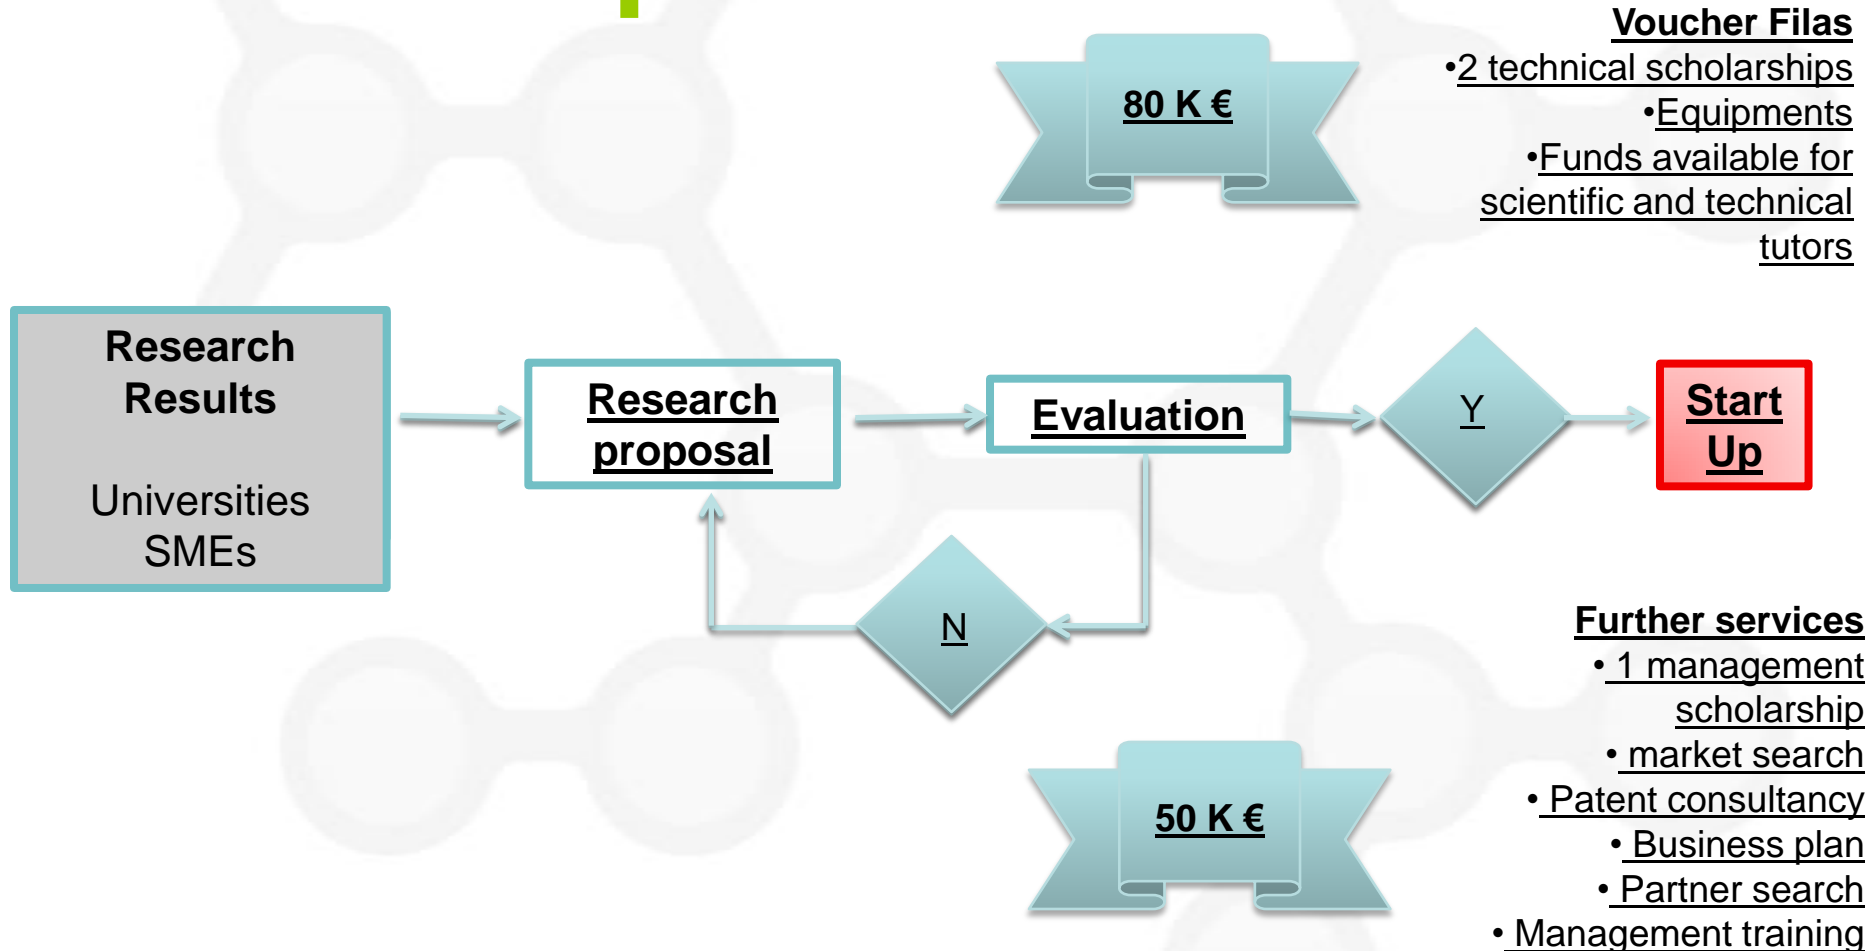 Voucher Filas
•2 technical scholarships
•Equipments
•Funds available for
scientific and technical
tutors
80 K €
Research
Results
Universities
SMEs
Research
proposal
Evaluation
Y
Start
Up
N
50 K €
Further services
• 1 management
scholarship
• market search
• Patent consultancy
• Business plan
• Partner search
• Management training